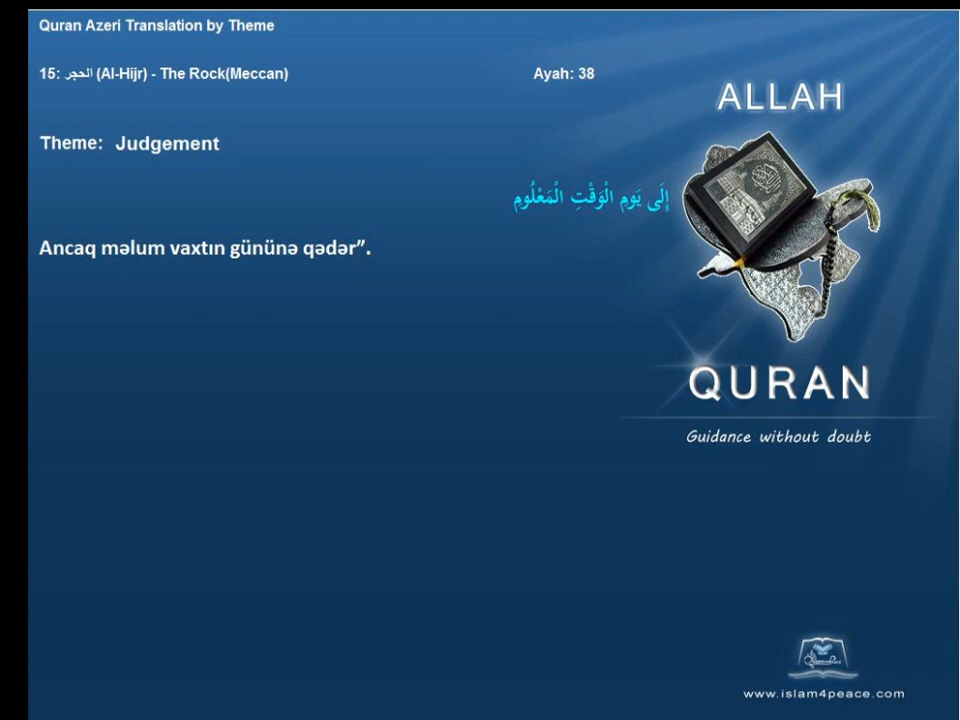 Quran Azeri Translation by Theme
15: الحجر (Al-Hijr) - The Rock(Meccan) Ayah: 38
ALLAH
Theme: Judgement
إِلَى يَومِ الْوَقْتِ الْمَعْلُومِ
Ancaq məlum vaxtın gününə qədər”.
QURAN
Guidance without doubt
www.islam4peace.com